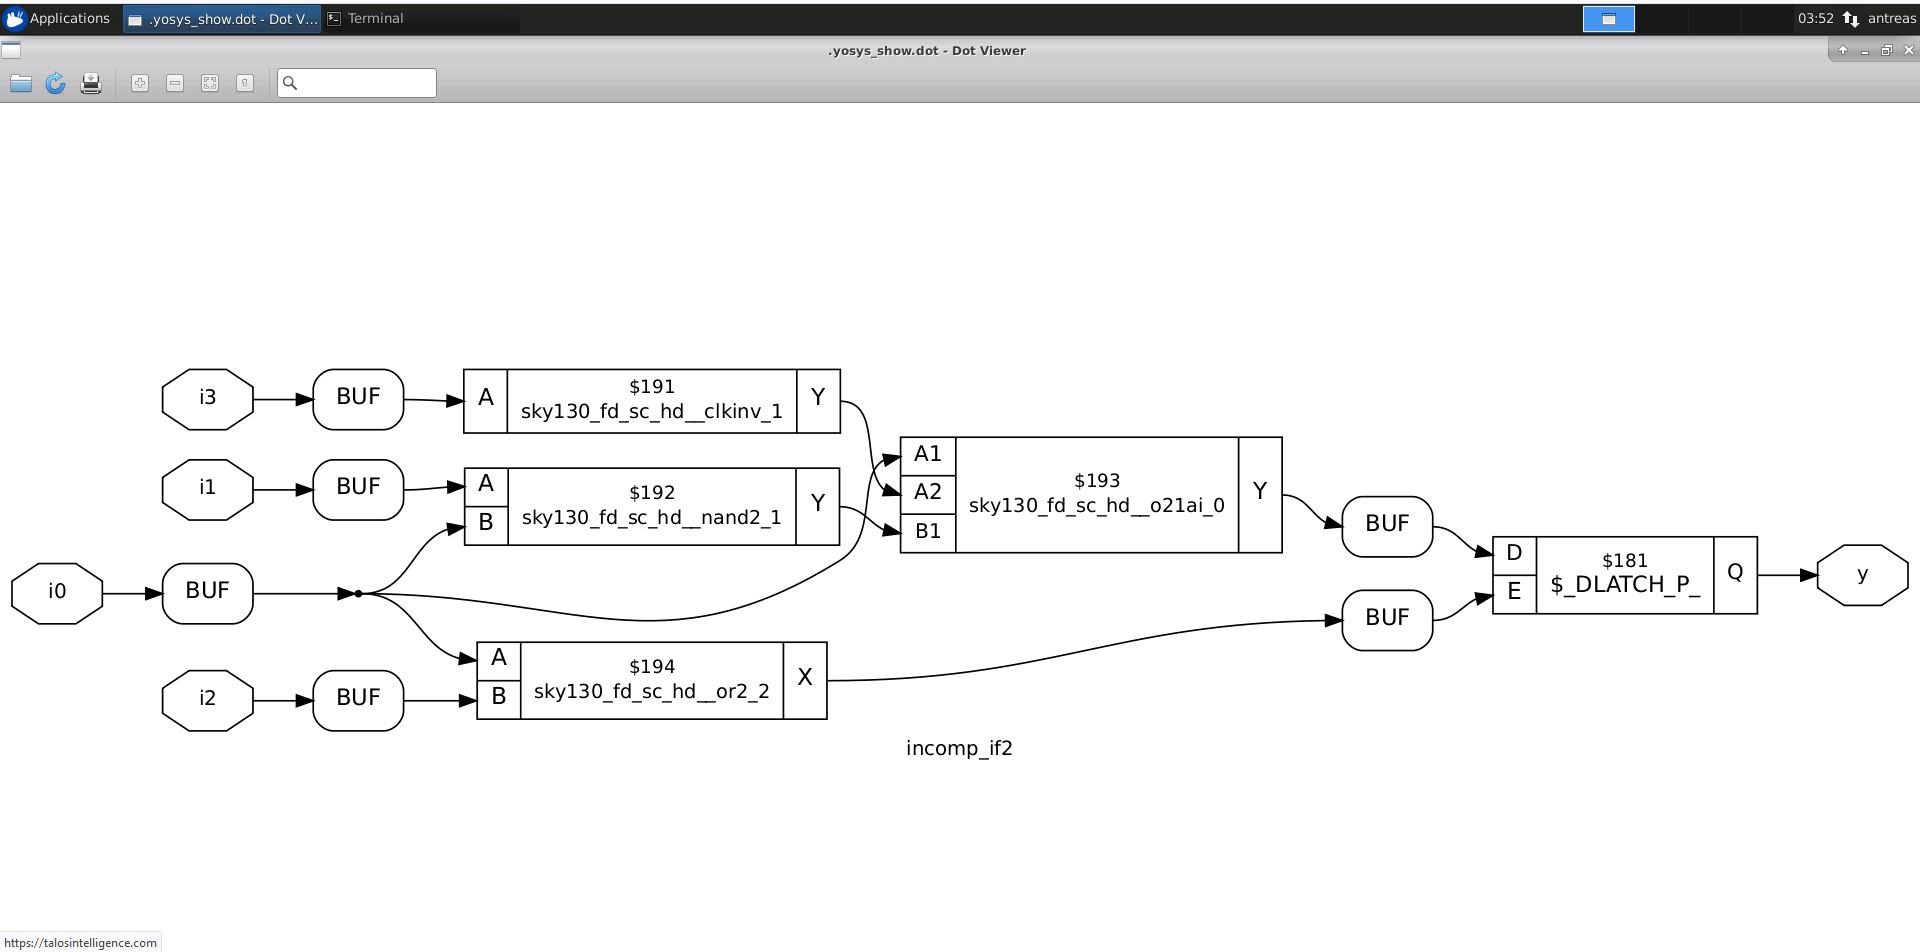 Applications
.yosys_show.dot - Dot V...
Terminal
03:52
antreas
.yosys_show.dot - Dot Viewer
i3
BUF
A
$191
sky130_fd_sc_hd__clkinv_1
Y
i1
BUF
A
B
$192
sky130_fd_sc_hd__nand2_1
Y
A1
A2
B1
$193
sky130_fd_sc_hd__o21ai_0
Y
BUF
i0
BUF
D
E
$181
$_DLATCH_P_
Q
y
BUF
i2
BUF
A
B
$194
sky130_fd_sc_hd__or2_2
X
incomp_if2
https://talosintelligence.com